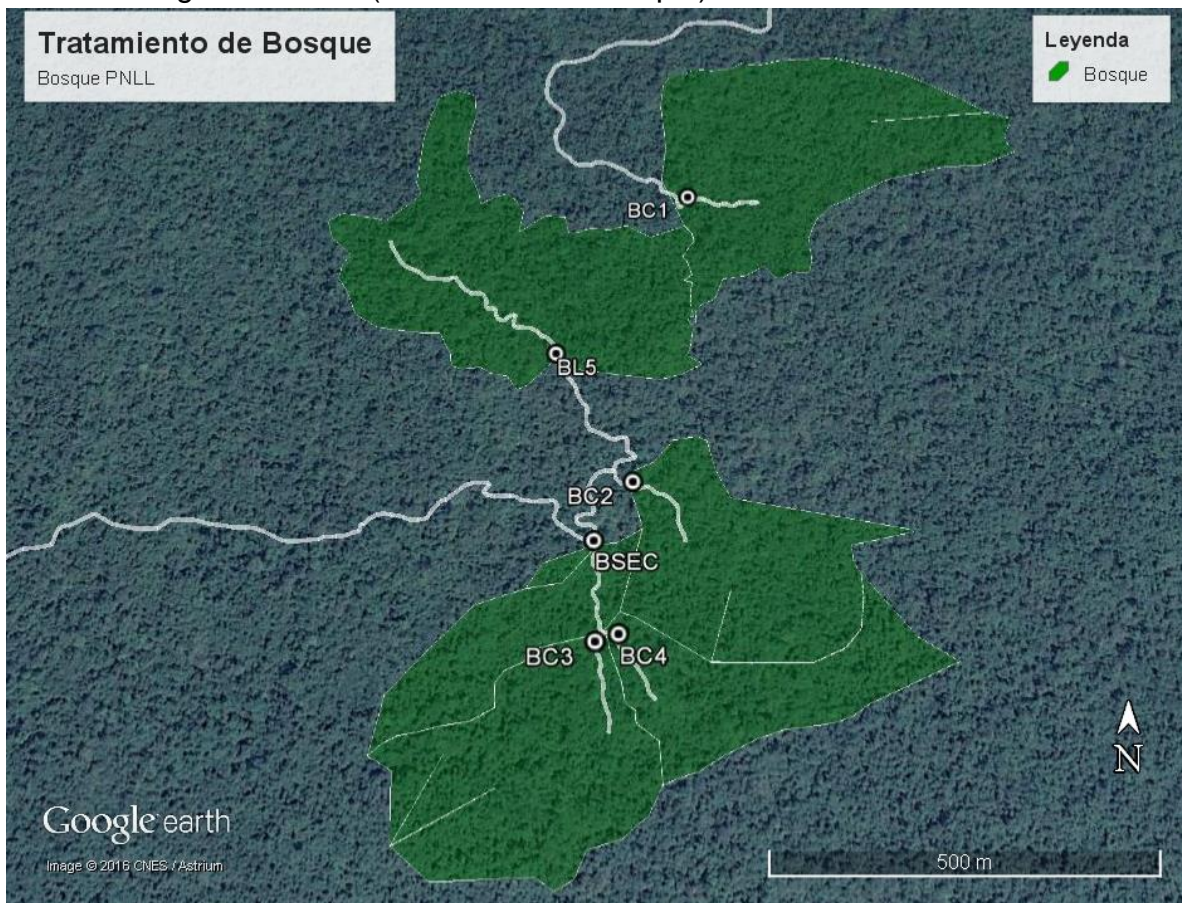 Tratamiento de Bosque
Bosque PNLL
Leyenda
Bosque
BC1
BL5
BC2
BSEC
BC3
BC4
N
Google earth
Image © 2016 CNES / Astrium
500 m